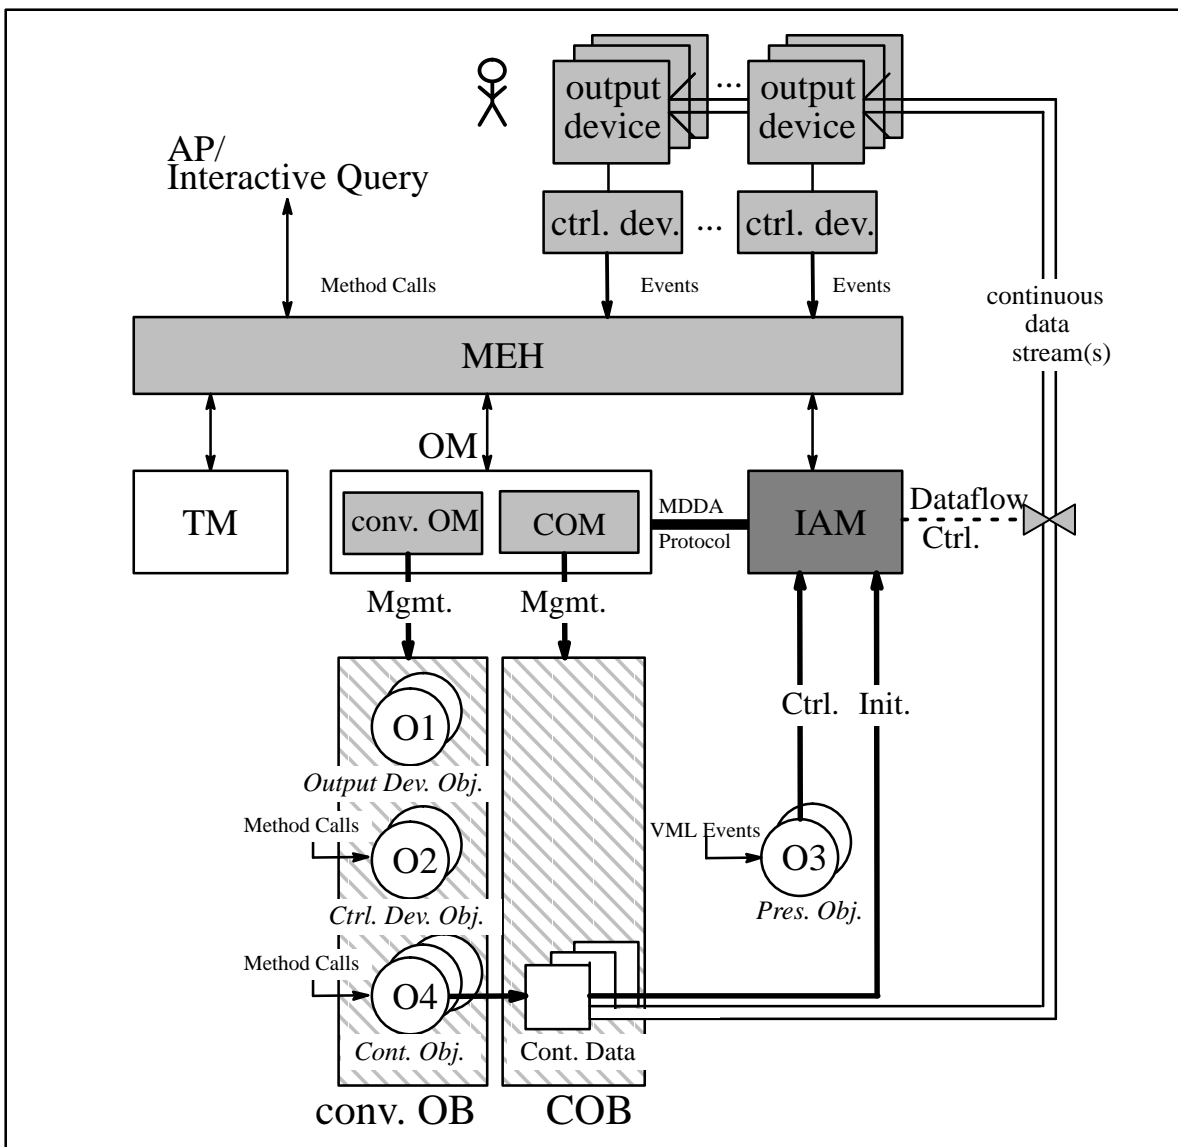 output
device
...
output
device
AP/
Interactive Query
ctrl. dev.
...
ctrl. dev.
Method Calls
Events
Events
continuous
data
stream(s)
MEH
OM
TM
conv. OM
COM
MDDA
Protocol
IAM
Dataflow
Ctrl.
Mgmt.
Mgmt.
Ctrl.
Init.
O1
Output Dev. Obj.
Method Calls
O2
Ctrl. Dev. Obj.
VML Events
O3
Pres. Obj.
Method Calls
O4
Cont. Obj.
Cont. Data
conv. OB
COB